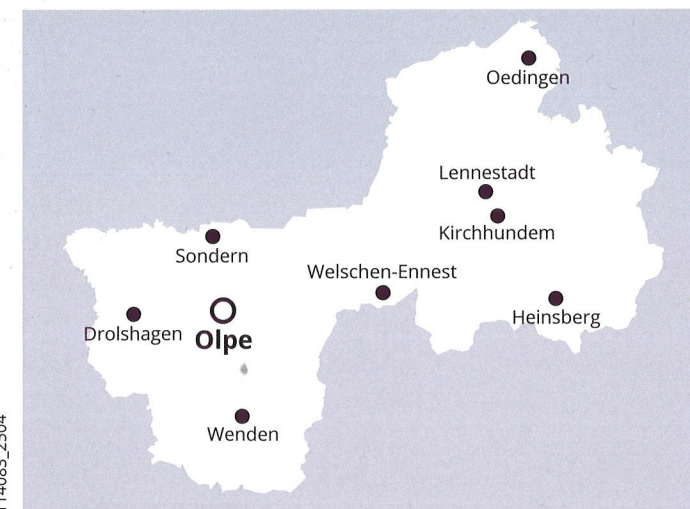 Oedingen
Lennestadt
Kirchhundem
Sondern
Welschen-Ennest
Heinsberg
Drolshagen
Olpe
Wenden